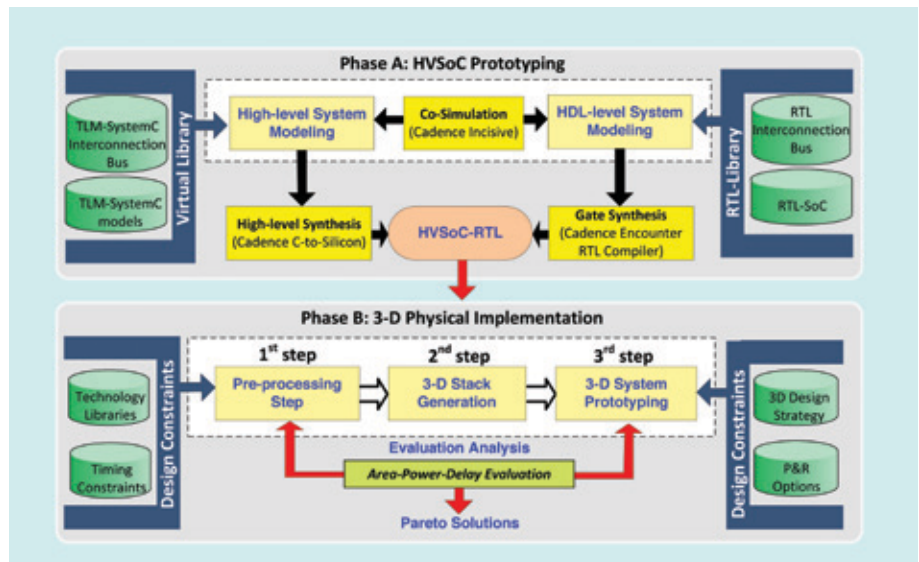 Phase A: HVSoC Prototyping
TLM-SystemC
Interconnection
Bus
TLM-SystemC
models
Virtual Library
High-level System
Modeling
Co-Simulation
(Cadence Incisive)
HDL-level System
Modeling
RTL
Interconnection
Bus
RTL-SoC
RTL-Library
High-level Synthesis
(Cadence C-to-Silicon)
HVSoC-RTL
Gate Synthesis
(Cadence Encounter
RTL Compiler)
Phase B: 3-D Physical Implementation
Technology
Libraries
Timing
Constraints
Design Constraints
1st step
Pre-processing
Step
2nd step
3-D Stack
Generation
3rd step
3-D System
Prototyping
Design Constraints
3D Design
Strategy
P&R
Options
Evaluation Analysis
Area-Power-Delay Evaluation
Pareto Solutions